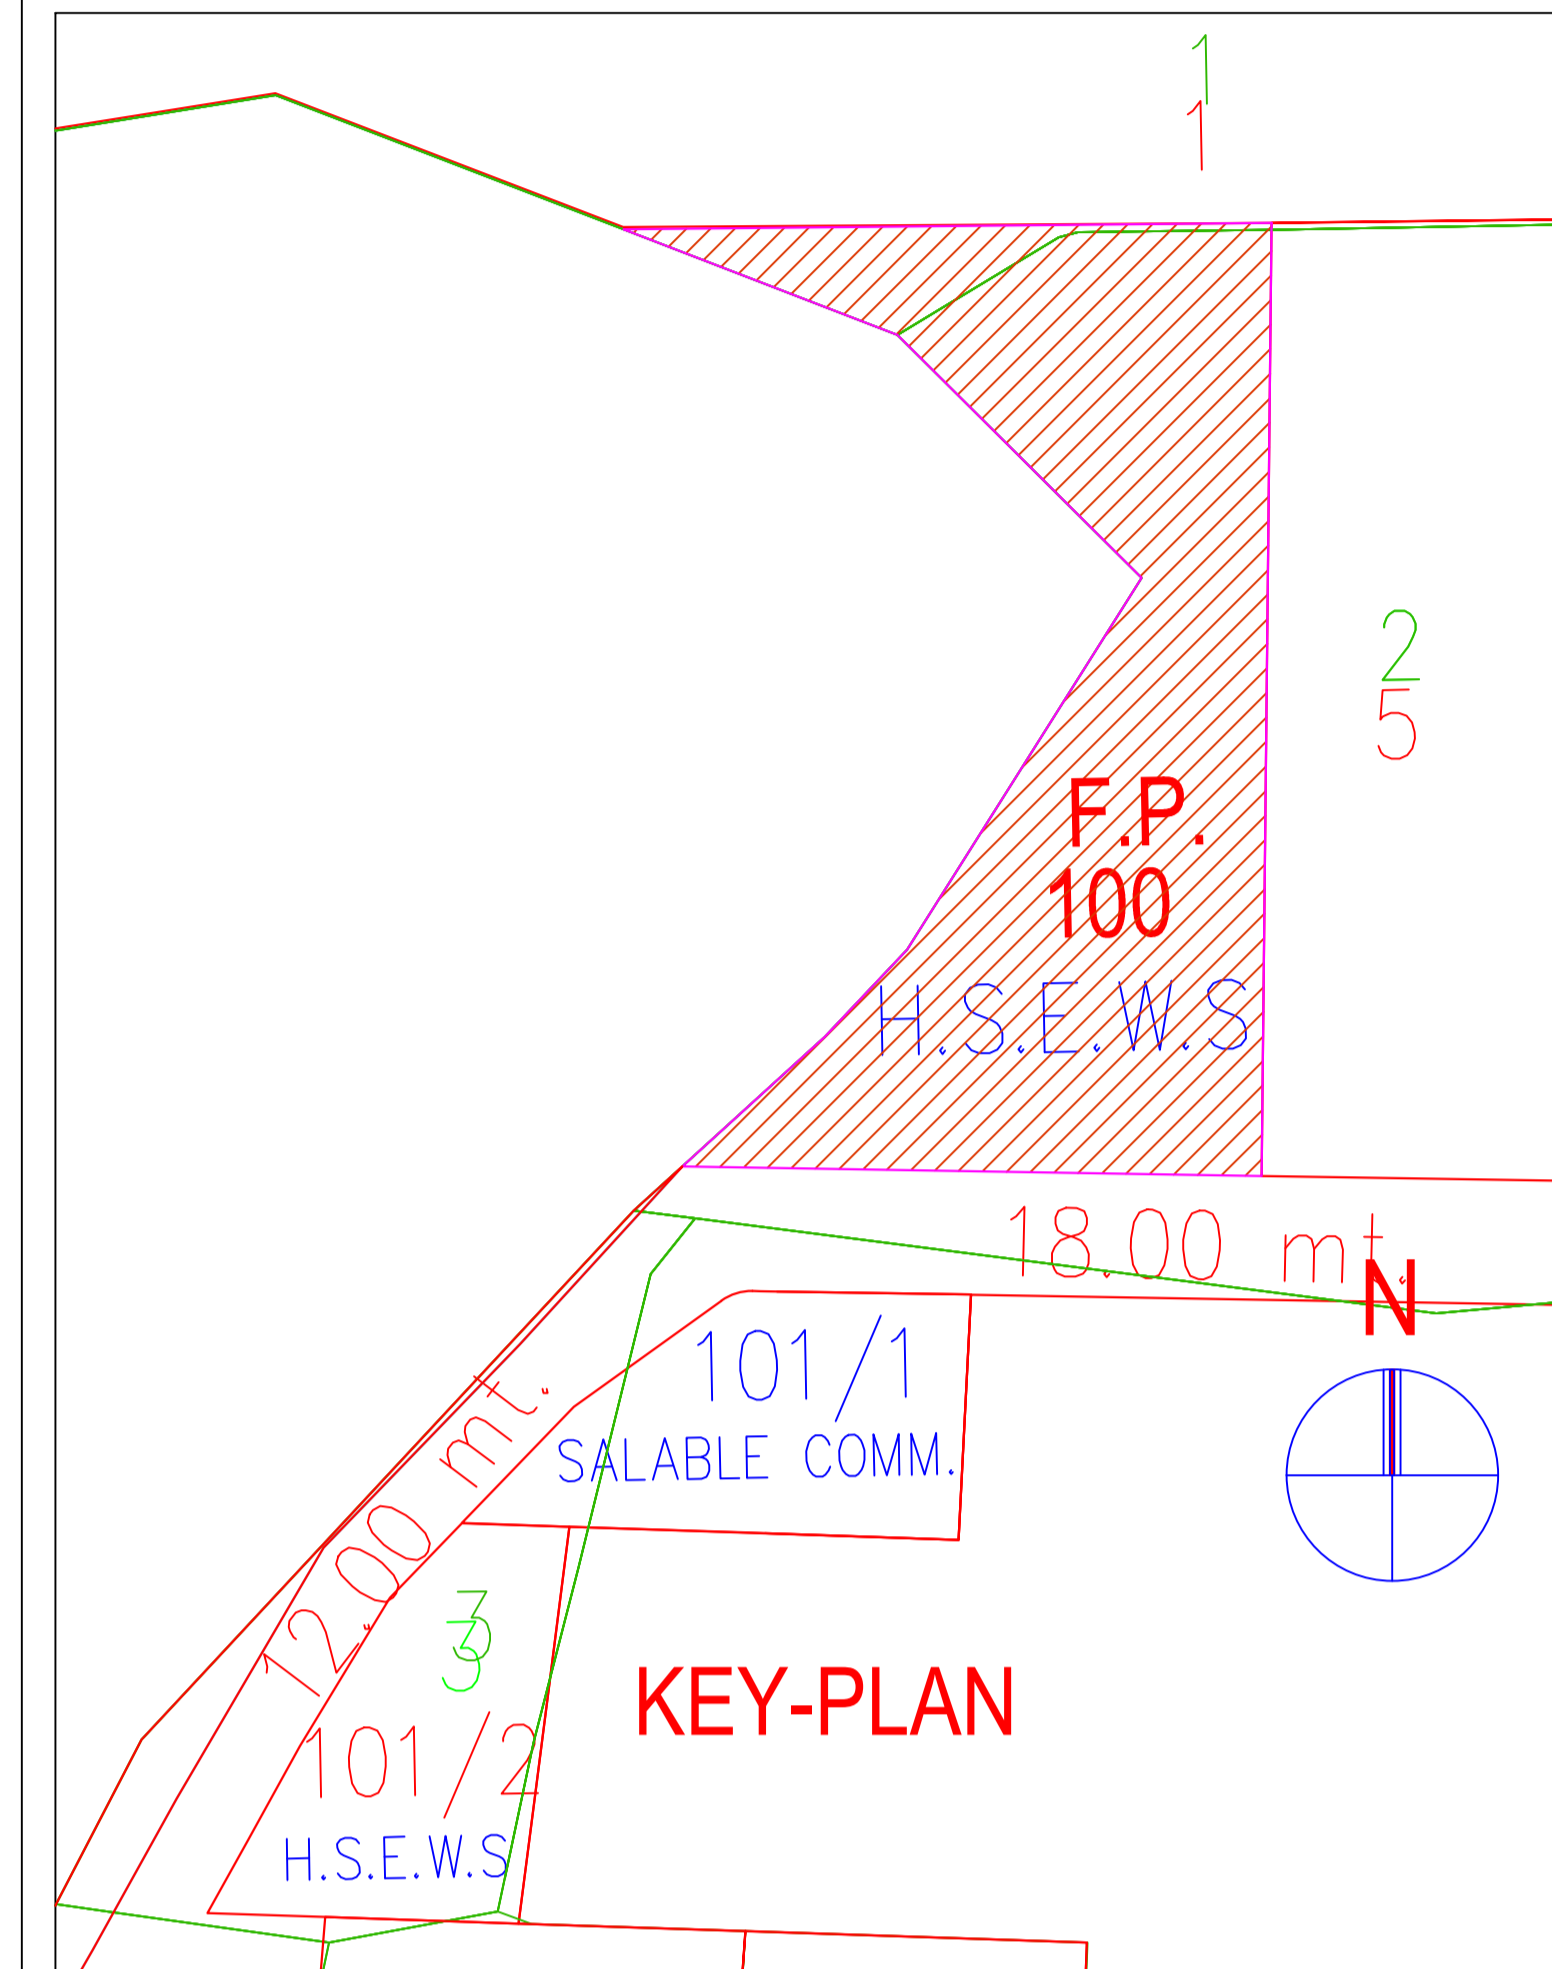 1
1
2
5
F.P.
100
H.S.E.W.S
18.00 mt.
N
101/1
SALABLE COMM.
12.00 mt.
3
3
KEY-PLAN
101/2
H.S.E.W.S